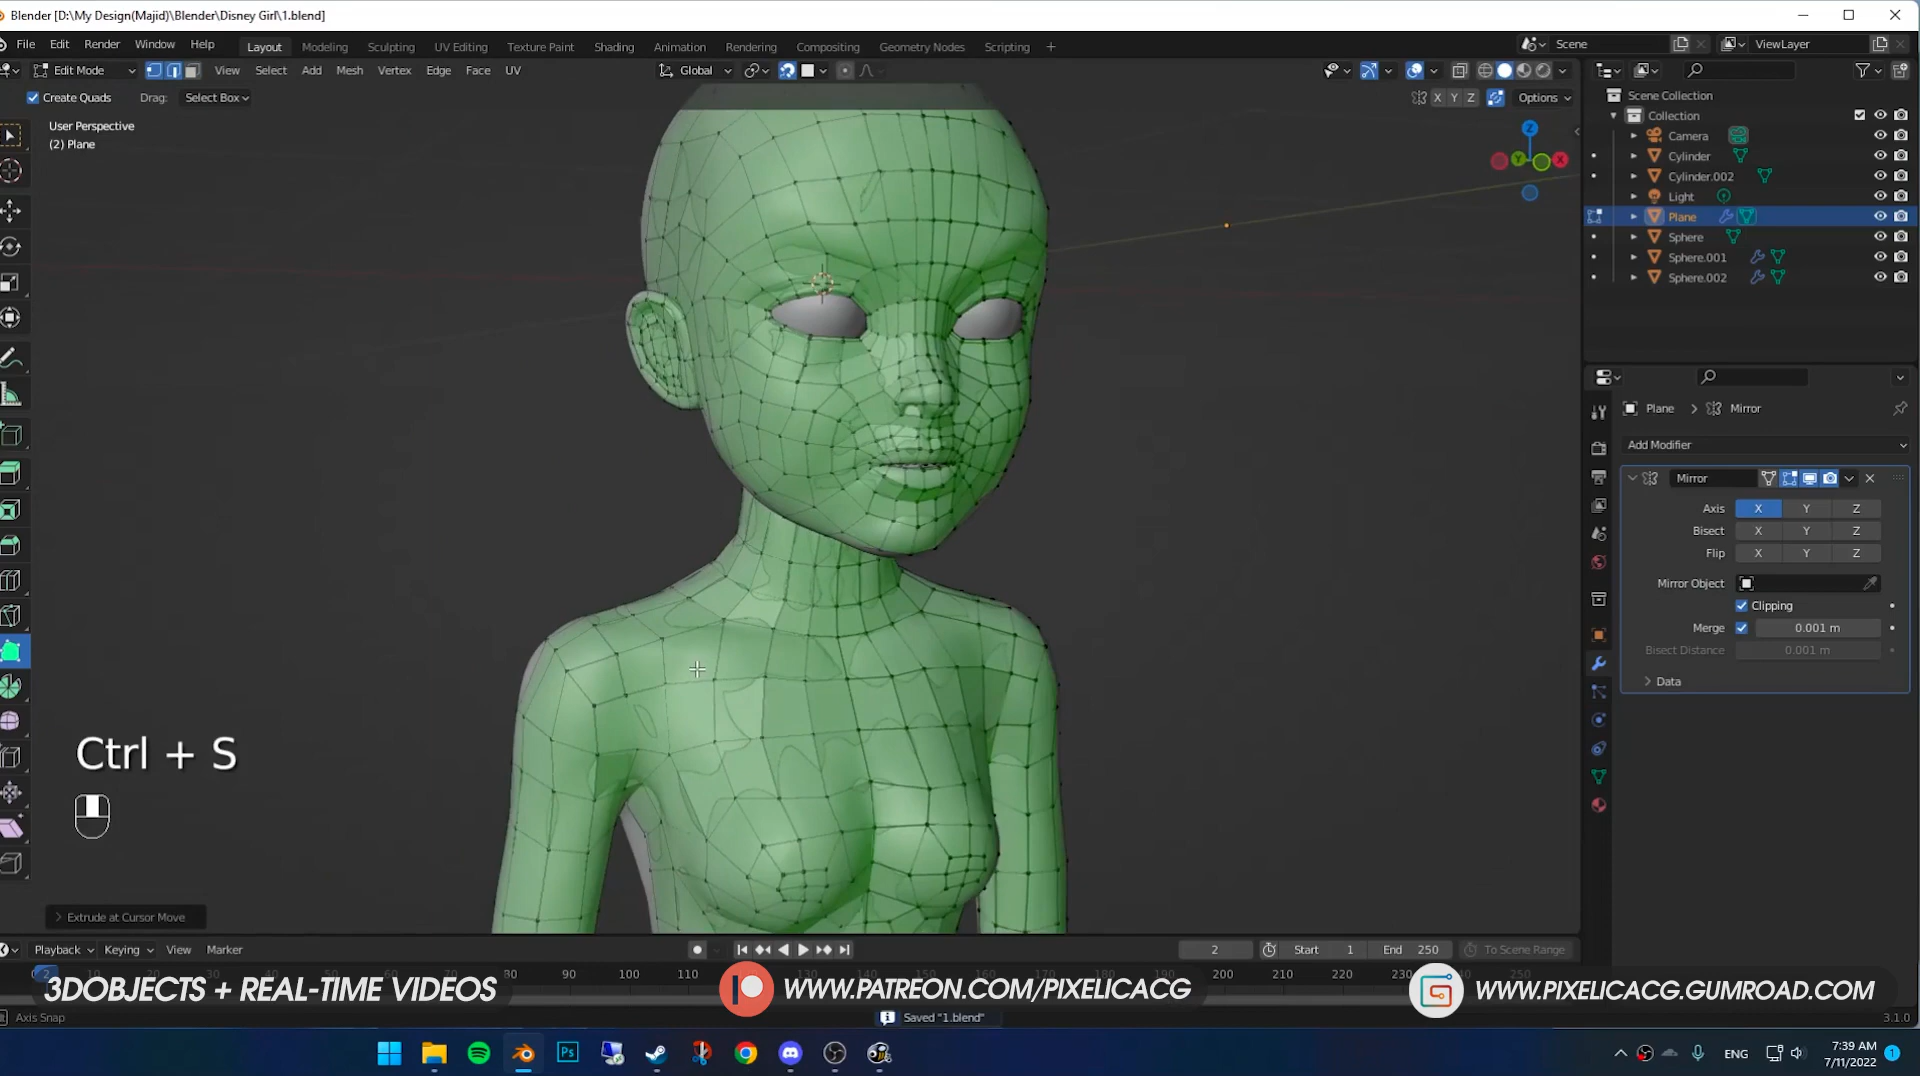 Blender [D:\My Design(Majid)\Blender\Disney Girl\1.blend]
File Edit Render Window Help Layout Modeling Sculpting UV Editing Texture Paint Shading Animation Rendering Compositing Geometry Nodes Scripting + Scene ViewLayer
Edit Mode View Select Add Mesh Vertex Edge Face UV Global
Create Quads Drag: Select Box X Y Z Options
User Perspective
(2) Plane
Z
Y
X
Scene Collection
Collection
Camera
Cylinder
Cylinder.002
Light
Plane
Sphere
Sphere.001
Sphere.002
Plane > Mirror
Add Modifier
Mirror
Axis X Y Z
Bisect X Y Z
Flip X Y Z
Mirror Object
Clipping
Merge 0.001 m
Bisect Distance 0.001 m
Data
Ctrl + S
Extrude at Cursor Move
Playback Keying View Marker 2 Start 1 End 250 To Scene Range
10 80 90 100 110 200 210 220
3DOBJECTS + REAL-TIME VIDEOS WWW.PATREON.COM/PIXELICACG WWW.PIXELICACG.GUMROAD.COM
Axis Snap Saved "1.blend" 3.1.0
Ps ENG 7:39 AM
7/11/2022